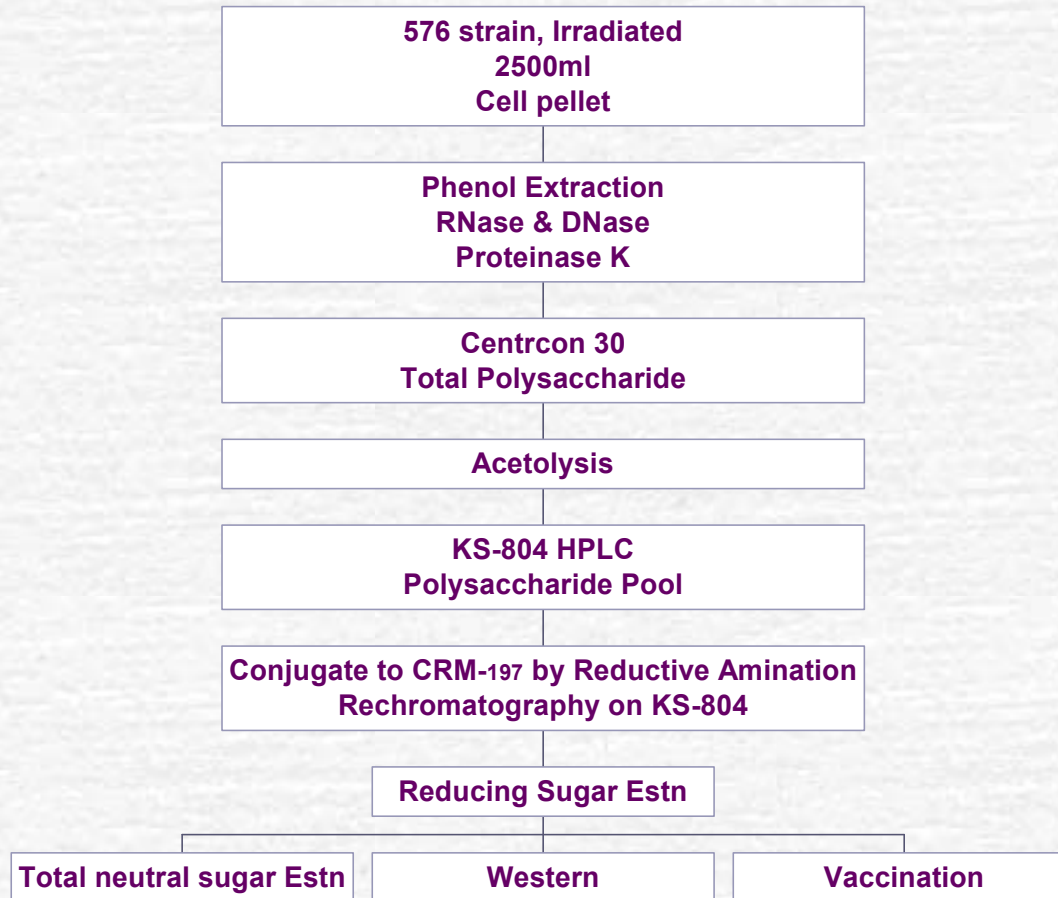 576 strain, Irradiated
2500ml
Cell pellet
Phenol Extraction
RNase & DNase
Proteinase K
Centrcon 30
Total Polysaccharide
Acetolysis
KS-804 HPLC
Polysaccharide Pool
Conjugate to CRM-197 by Reductive Amination
Rechromatography on KS-804
Reducing Sugar Estn
Total neutral sugar Estn
Western
Vaccination